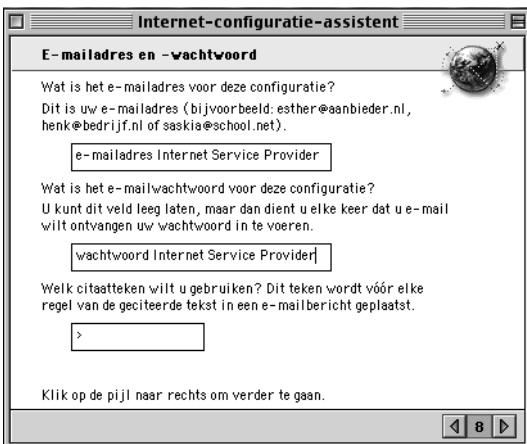 Internet-configuratie-assistent
E-mailadres en -wachtwoord
Wat is het e-mailadres voor deze configuratie?
Dit is uw e-mailadres (bijvoorbeeld: esther@aanbieder.nl,
henk@bedrijf.nl of saskia@school.net).
e-mailadres Internet Service Provider
Wat is het e-mailwachtwoord voor deze configuratie?
U kunt dit veld leeg laten, maar dan dient u elke keer dat u e-mail
wilt ontvangen uw wachtwoord in te voeren.
wachtwoord Internet Service Provider
Welk citaatteken wilt u gebruiken? Dit teken wordt vóór elke
regel van de geciteerde tekst in een e-mailbericht geplaatst.
>
Klik op de pijl naar rechts om verder te gaan.
8